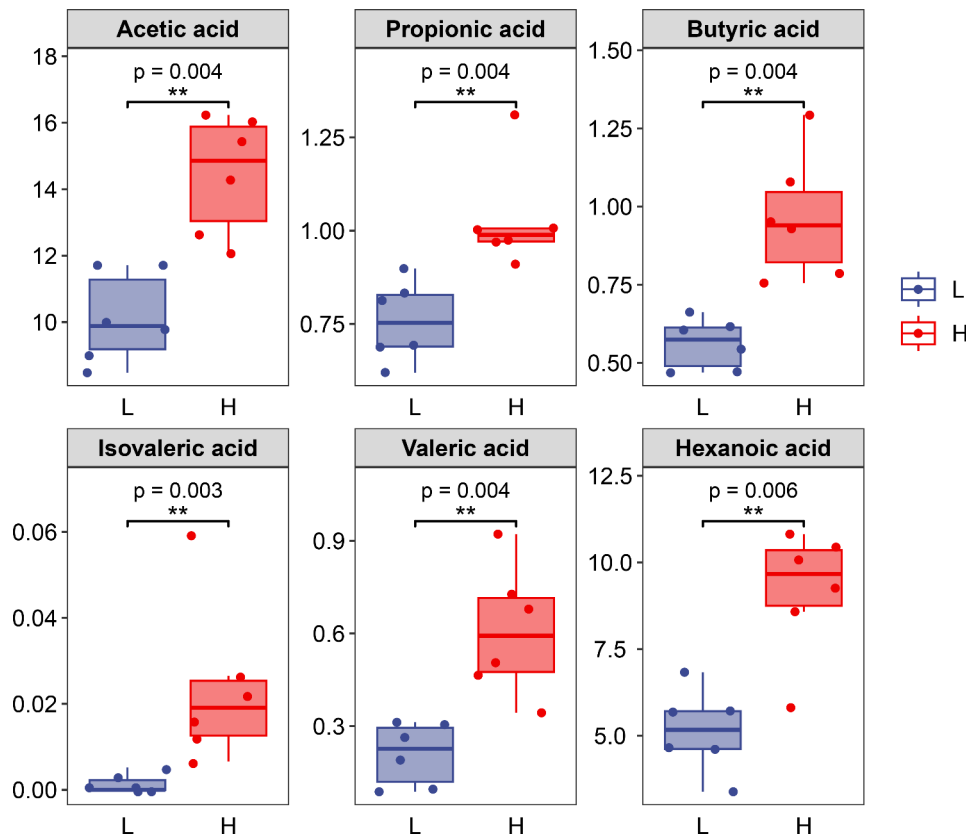 Acetic acid
Propionic acid
Butyric acid
p = 0.004
**
18
16
14
12
10
L H
p = 0.004
**
1.25
1.00
0.75
L H
p = 0.004
**
1.50
1.25
1.00
0.75
0.50
L H
L
H
Isovaleric acid
Valeric acid
Hexanoic acid
p = 0.003
**
0.06
0.04
0.02
0.00
L H
p = 0.004
**
0.9
0.6
0.3
L H
p = 0.006
**
12.5
10.0
7.5
5.0
L H